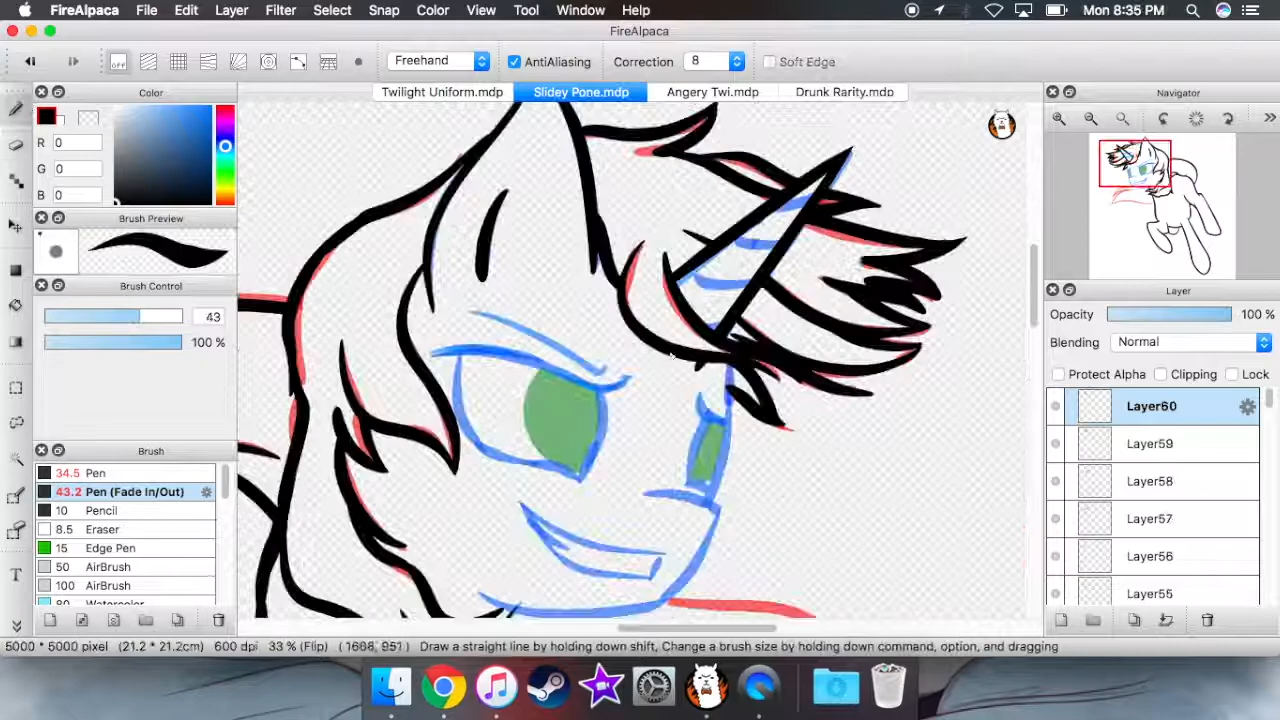 FireAlpaca File Edit Layer Filter Select Snap Color View Tool Window Help Mon 8:35 PM
FireAlpaca
OFF Freehand AntiAliasing Correction 8 Soft Edge
Twilight Uniform.mdp Slidey Pone.mdp Angery Twi.mdp Drunk Rarity.mdp
Color
R 0
G 0
B 0
Brush Preview
Brush Control
43
100 %
Brush
34.5 Pen
43.2 Pen (Fade In/Out)
10 Pencil
8.5 Eraser
15 Edge Pen
50 AirBrush
100 AirBrush
80 Watercolor
Navigator
Layer
Opacity 100 %
Blending Normal
Protect Alpha Clipping Lock
Layer60
Layer59
Layer58
Layer57
Layer56
Layer55
5000 * 5000 pixel (21.2 * 21.2cm) 600 dpi 33 % (Flip) (1608, 951) Draw a straight line by holding down shift, Change a brush size by holding down command, option, and dragging